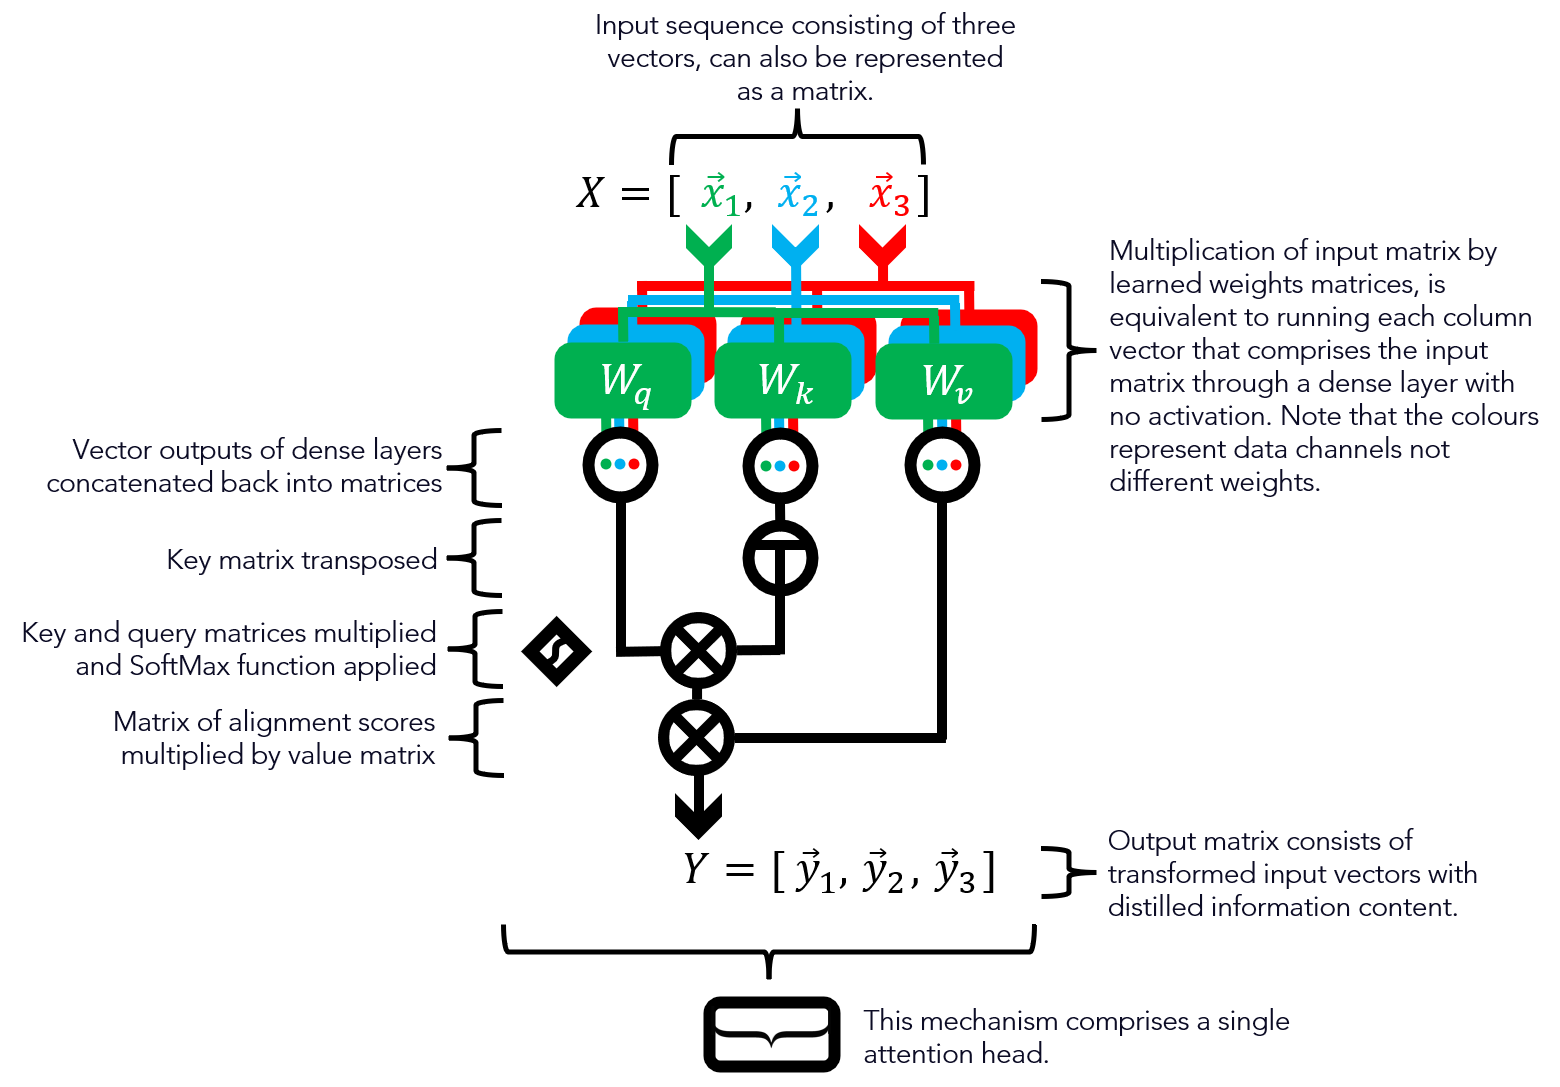 Input sequence consisting of three
vectors, can also be represented
as a matrix.
X = [ x⃗₁, x⃗₂, x⃗₃]
Multiplication of input matrix by
learned weights matrices, is
equivalent to running each column
vector that comprises the input
matrix through a dense layer with
no activation. Note that the colours
represent data channels not
different weights.
W_q W_k W_v
Vector outputs of dense layers
concatenated back into matrices
Key matrix transposed
T
Key and query matrices multiplied
and SoftMax function applied
S
Matrix of alignment scores
multiplied by value matrix
Y = [ y⃗₁, y⃗₂, y⃗₃]
Output matrix consists of
transformed input vectors with
distilled information content.
This mechanism comprises a single
attention head.